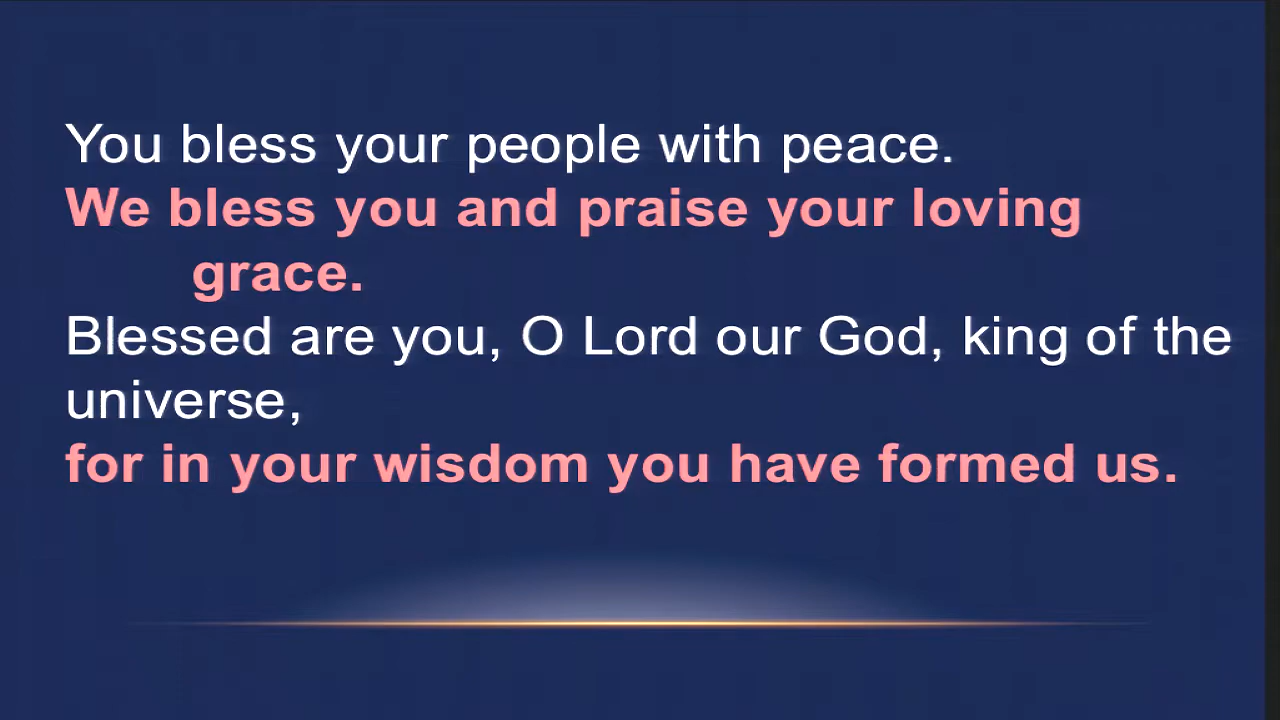 You bless your people with peace.
We bless you and praise your loving
grace.
Blessed are you, O Lord our God, king of the
universe,
for in your wisdom you have formed us.